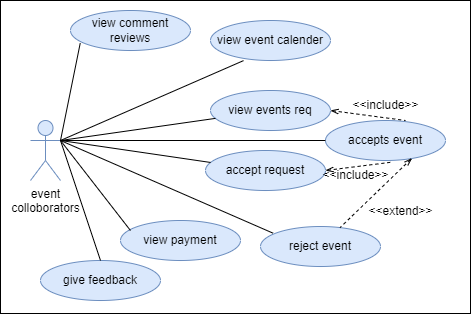 view comment
reviews
view event calender
view events req
<<include>>
accepts event
accept request
<<include>>
event
colloborators
<<extend>>
view payment
reject event
give feedback